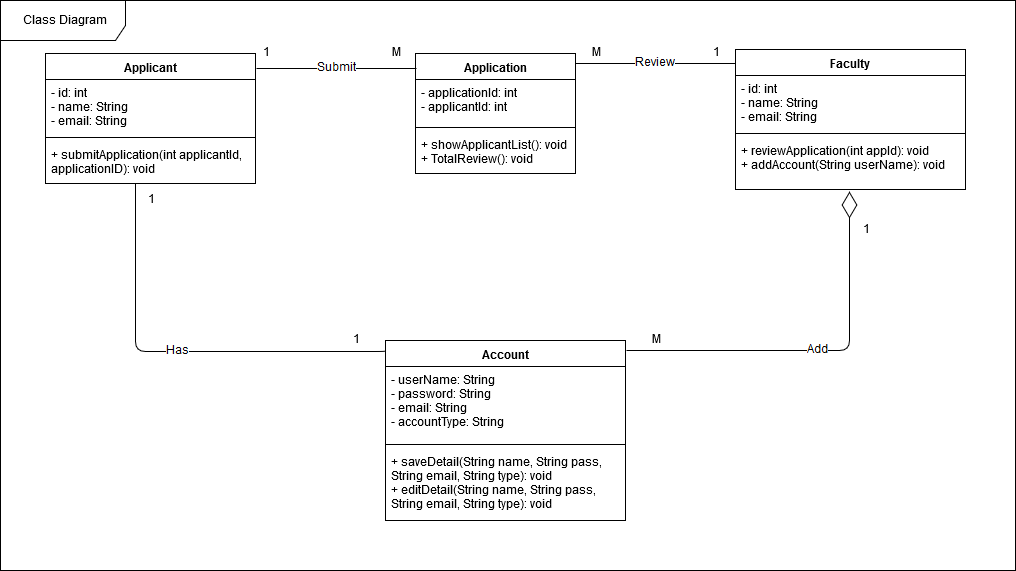 Class Diagram
1
Submit
M
M
Review
1
Applicant
- id: int
- name: String
- email: String
+ submitApplication(int applicantId,
applicationID): void
Application
- applicationId: int
- applicantId: int
+ showApplicantList(): void
+ TotalReview(): void
Faculty
- id: int
- name: String
- email: String
+ reviewApplication(int appId): void
+ addAccount(String userName): void
1
1
Has
1
M
Add
Account
- userName: String
- password: String
- email: String
- accountType: String
+ saveDetail(String name, String pass,
String email, String type): void
+ editDetail(String name, String pass,
String email, String type): void